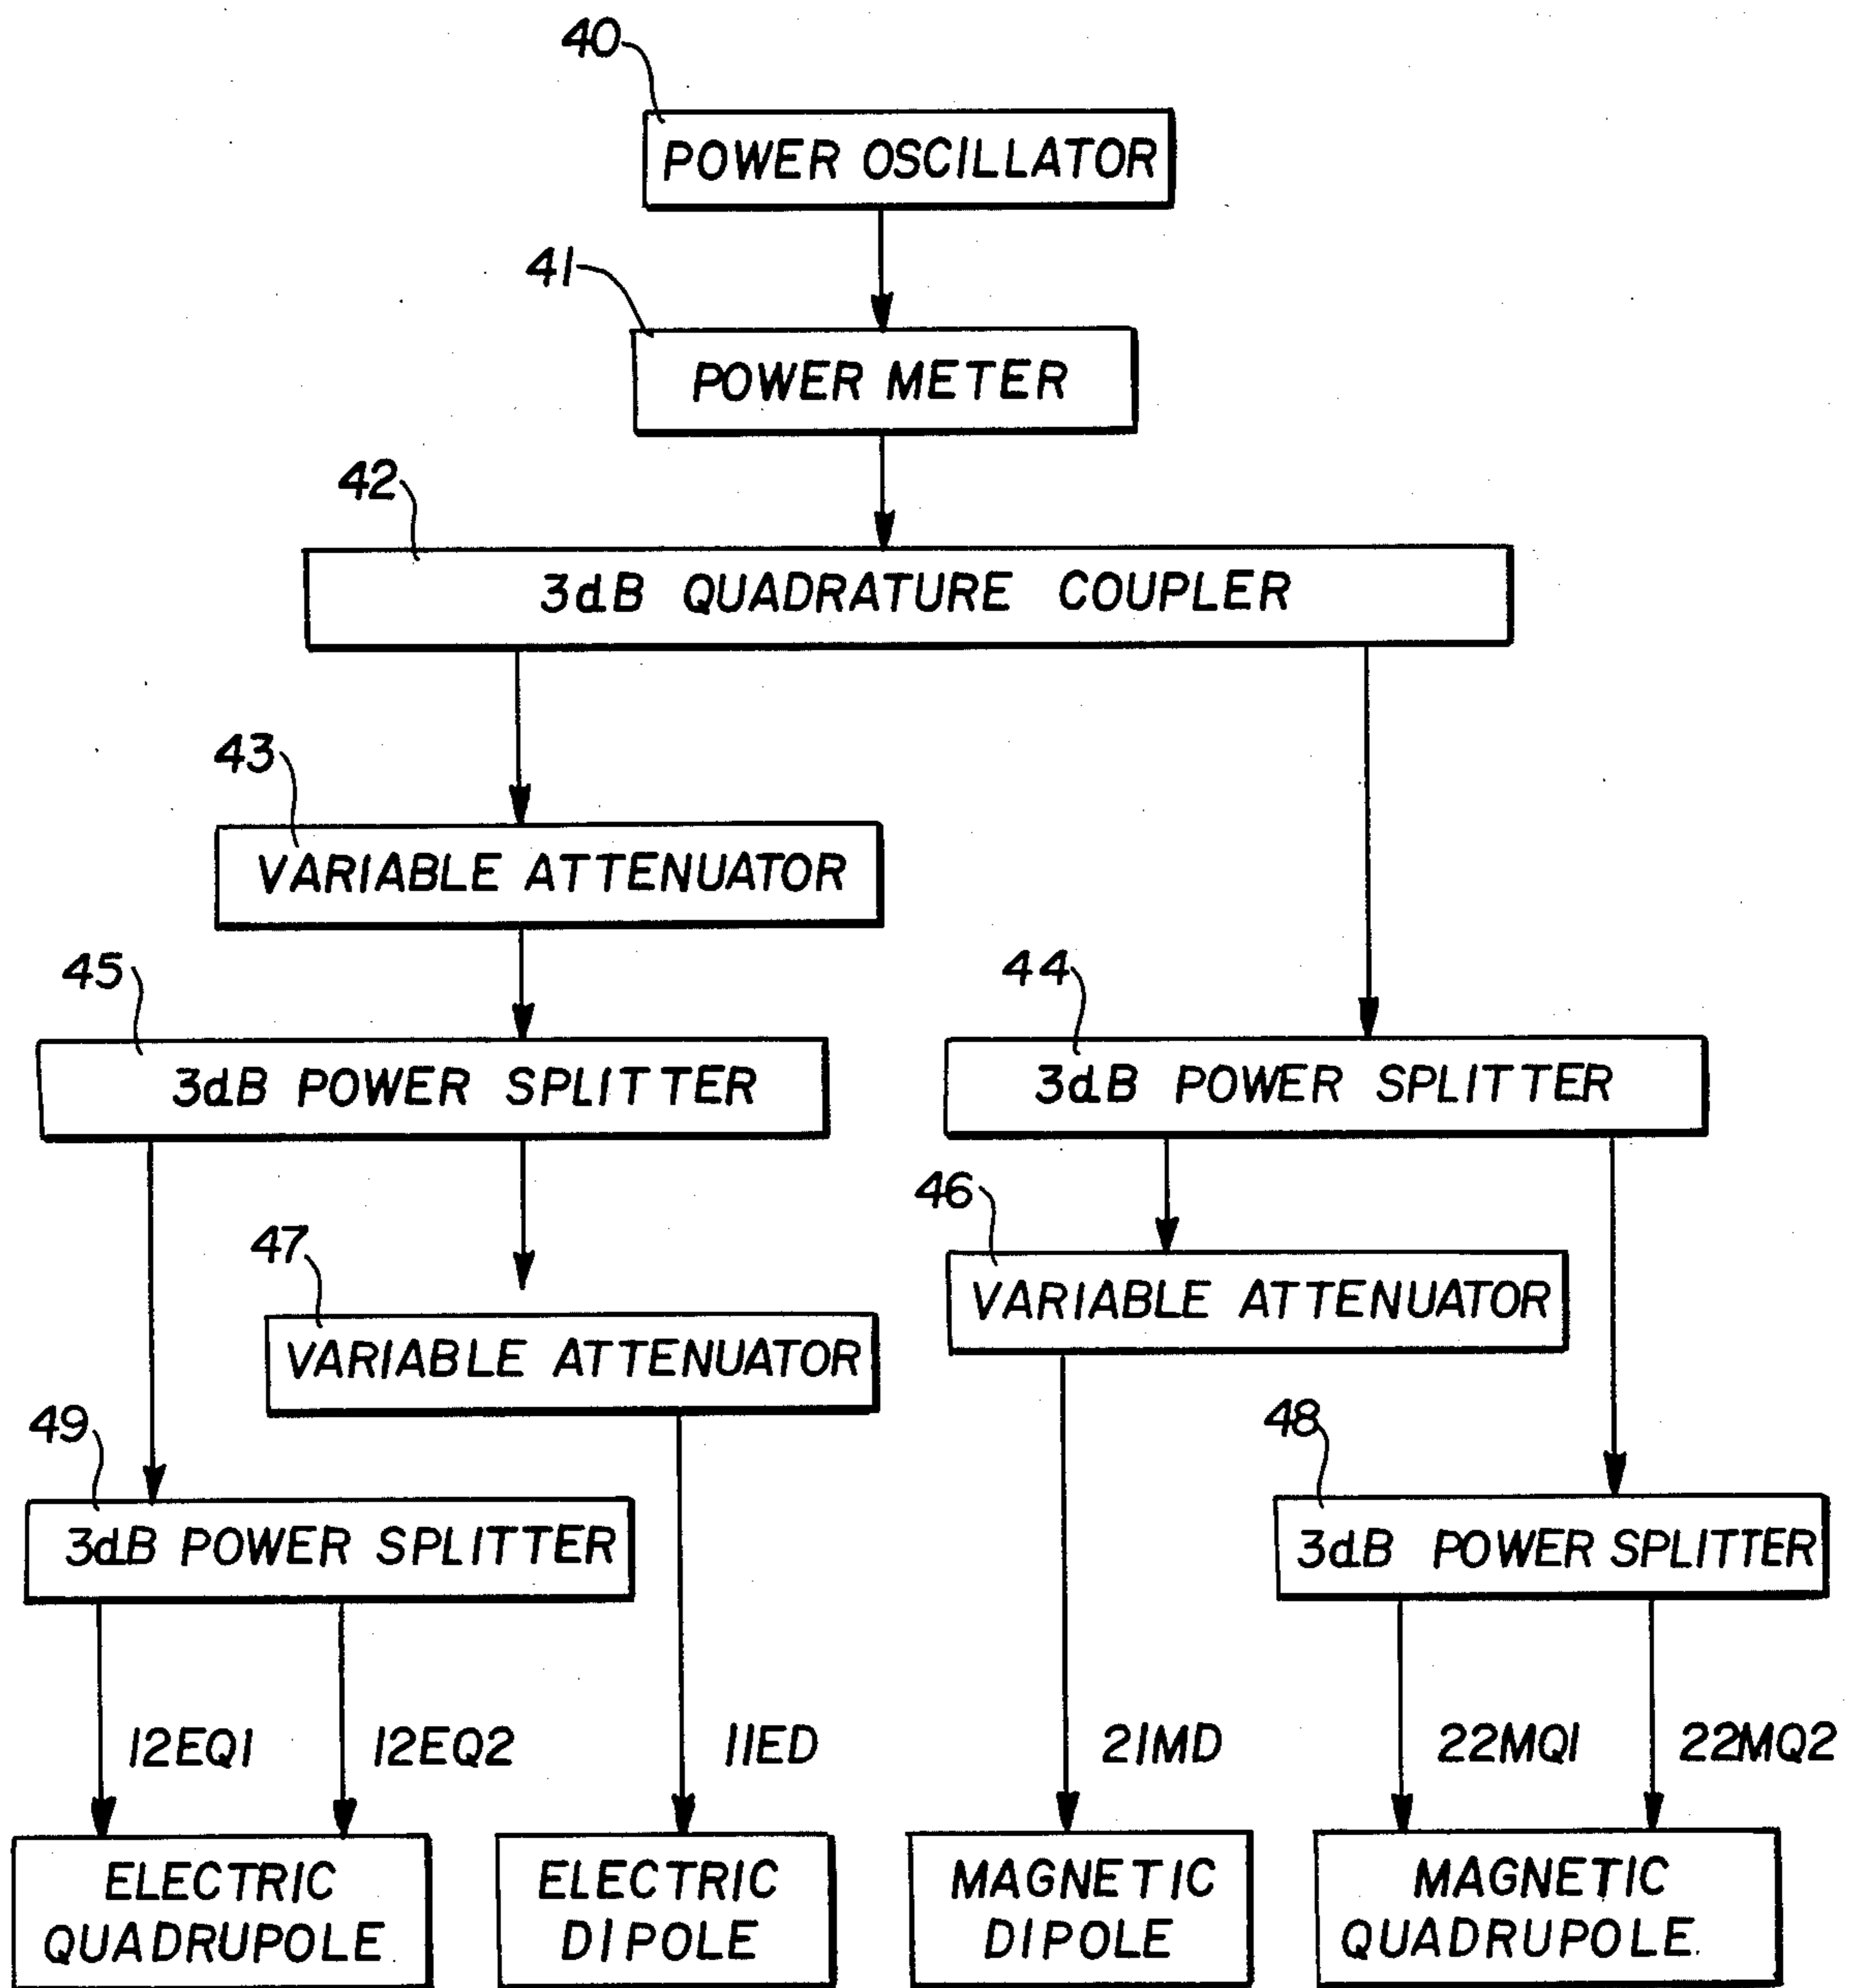 40
POWER OSCILLATOR
41
POWER METER
42
3dB QUADRATURE COUPLER
43
VARIABLE ATTENUATOR
45
44
3dB POWER SPLITTER
3dB POWER SPLITTER
46
47
VARIABLE ATTENUATOR
VARIABLE ATTENUATOR
49
48
3dB POWER SPLITTER
3dB POWER SPLITTER
12EQ1
12EQ2
11ED
21MD
22MQ1
22MQ2
ELECTRIC
QUADRUPOLE
ELECTRIC
DIPOLE
MAGNETIC
DIPOLE
MAGNETIC
QUADRUPOLE.